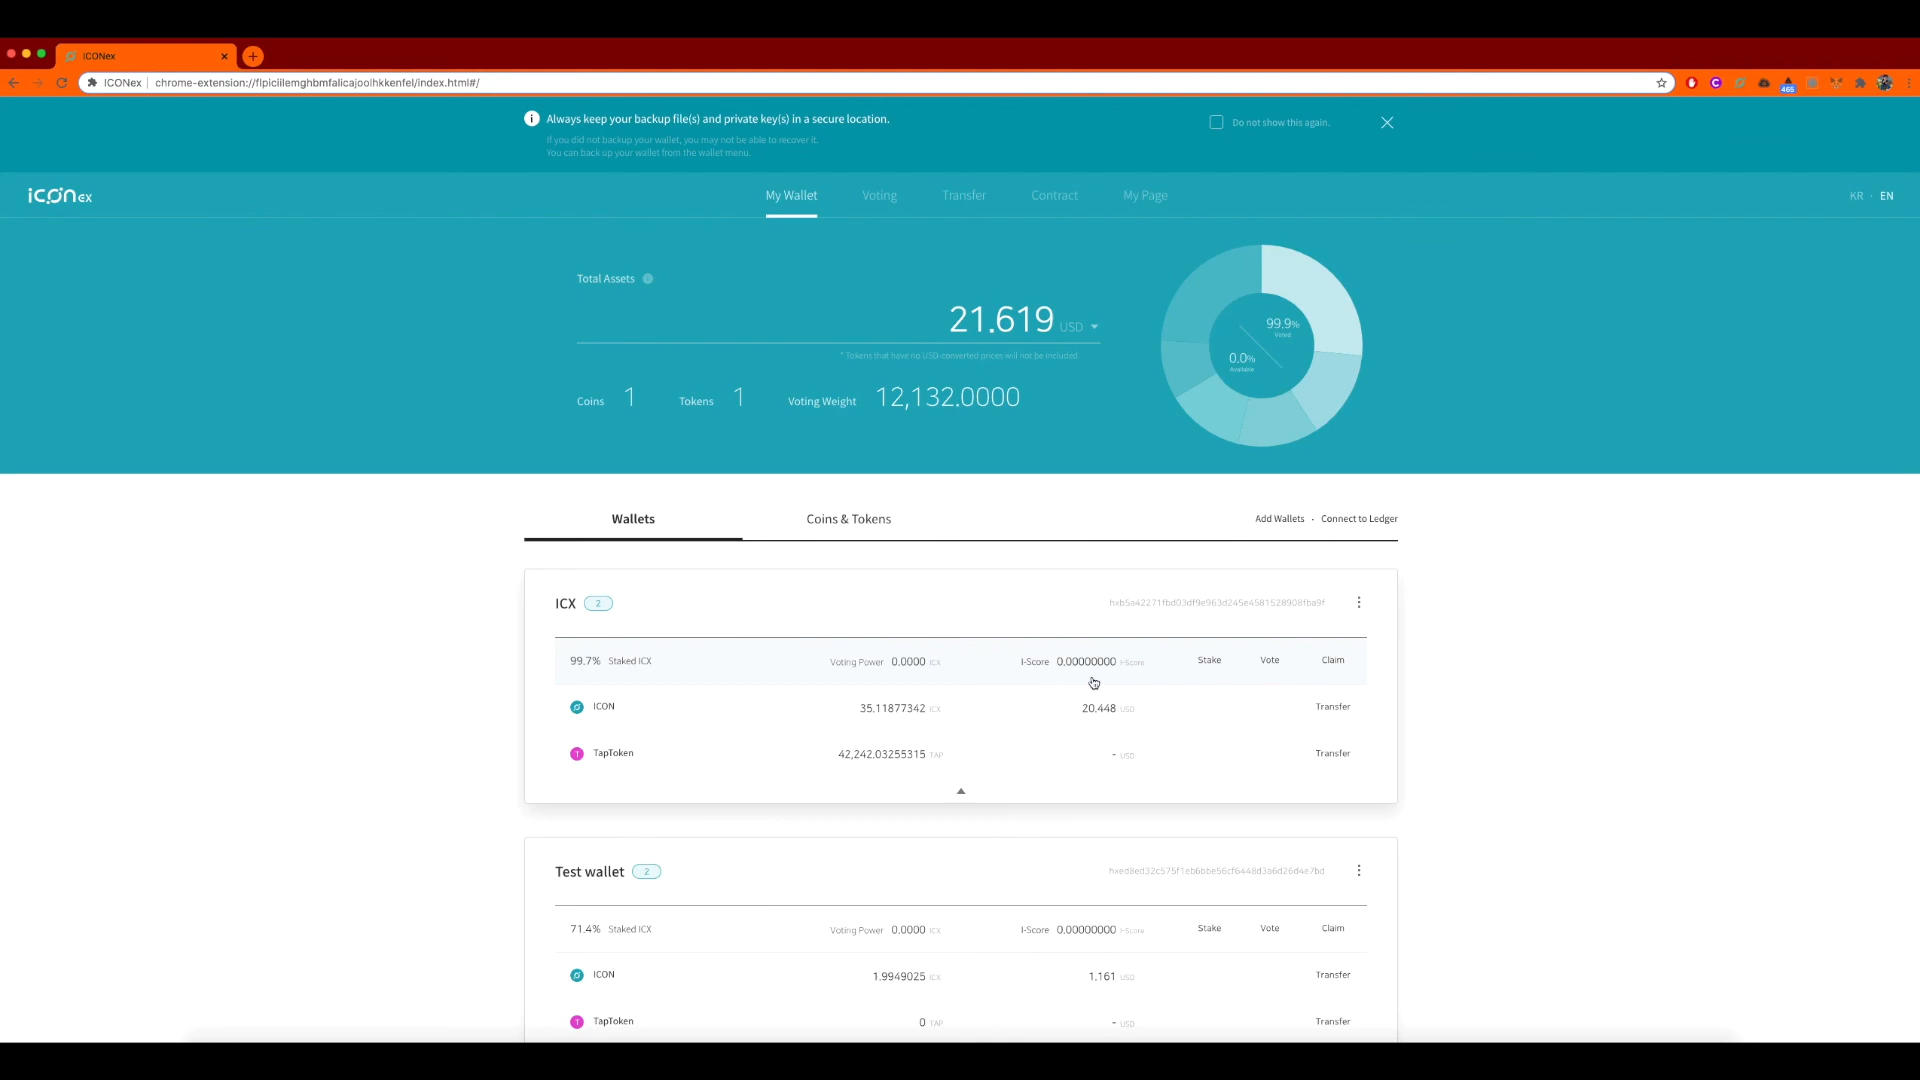 ICONex
ICONex | chrome-extension://flpiciilemghbmfalicajoolhkkenfel/index.html#/
465
Always keep your backup file(s) and private key(s) in a secure location.
If you did not backup your wallet, you may not be able to recover it.
You can back up your wallet from the wallet menu.
Do not show this again.
ICONex
My Wallet
Voting
Transfer
Contract
My Page
KR · EN
Total Assets
21.619 USD
* Tokens that have no USD-converted prices will not be included.
Coins 1
Tokens 1
Voting Weight 12,132.0000
99.9%
Voted
0.0%
Available
Wallets
Coins & Tokens
Add Wallets · Connect to Ledger
ICX 2
hxb5a42271fbd03df9e963d245e4581528908fba9f
99.7% Staked ICX Voting Power 0.0000 ICX I-Score 0.00000000 I-Score Stake Vote Claim
ICON 35.11877342 ICX 20.448 USD Transfer
T TapToken 42,242.03255315 TAP - USD Transfer
Test wallet 2
hxed8ed32c575f1eb6bbe56cf6448d3a6d26d4e7bd
71.4% Staked ICX Voting Power 0.0000 ICX I-Score 0.00000000 I-Score Stake Vote Claim
ICON 1.9949025 ICX 1.161 USD Transfer
T TapToken 0 TAP - USD Transfer